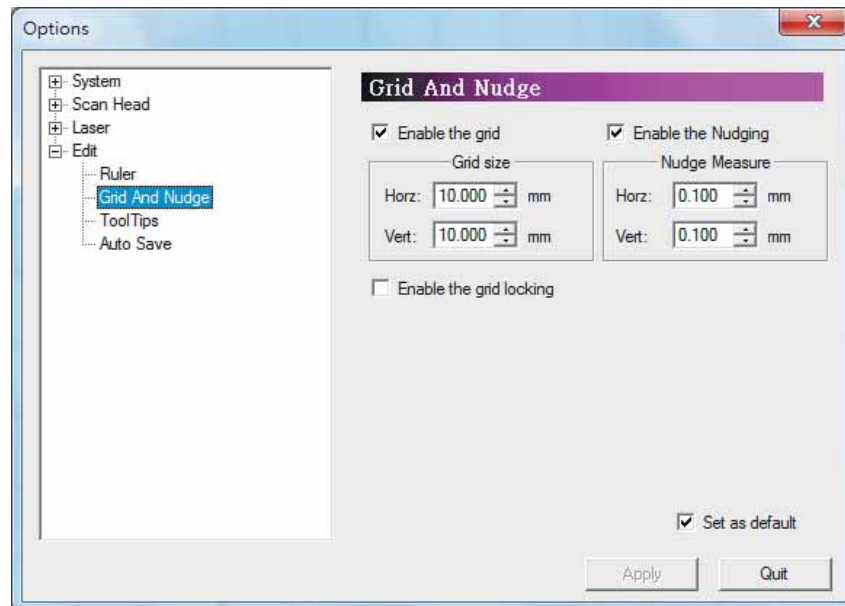 Options
System
Scan Head
Laser
Edit
Ruler
Grid And Nudge
ToolTips
Auto Save
Grid And Nudge
Enable the grid
Enable the Nudging
Grid size
Horz: 10.000 mm
Vert: 10.000 mm
Nudge Measure
Horz: 0.100 mm
Vert: 0.100 mm
Enable the grid locking
Set as default
Apply
Quit